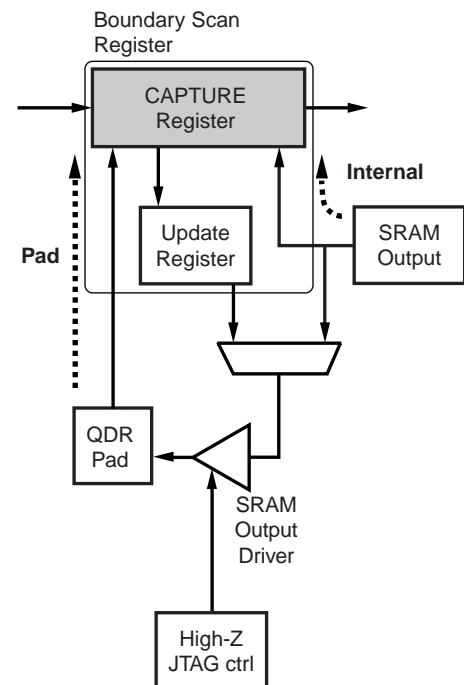 Boundary Scan
Register
CAPTURE
Register
Internal
Pad
Update
Register
SRAM
Output
QDR
Pad
SRAM
Output
Driver
High-Z
JTAG ctrl